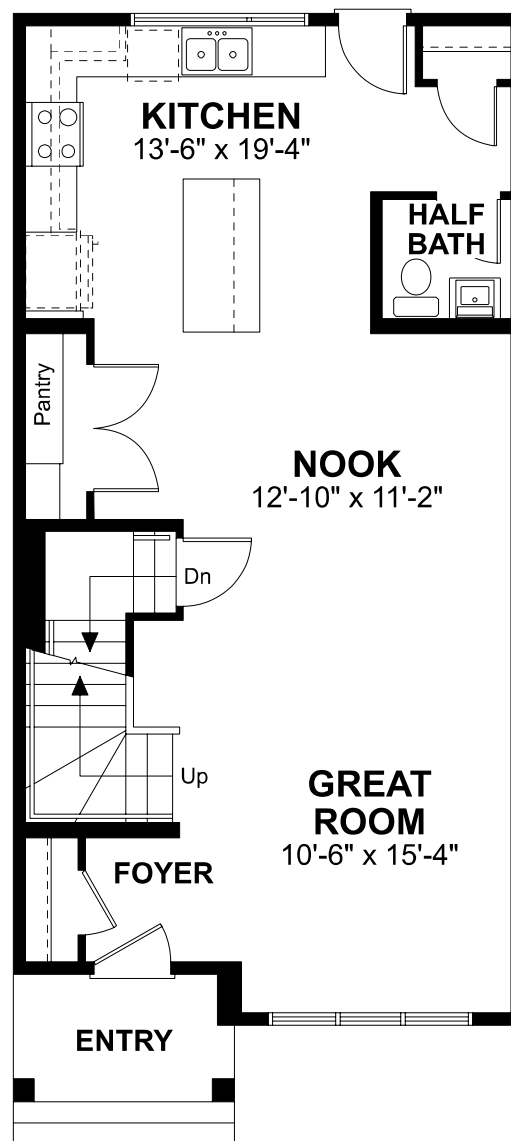 KITCHEN
13'-6" x 19'-4"
HALF
BATH
Pantry
NOOK
12'-10" x 11'-2"
Dn
Up
GREAT
ROOM
10'-6" x 15'-4"
FOYER
ENTRY